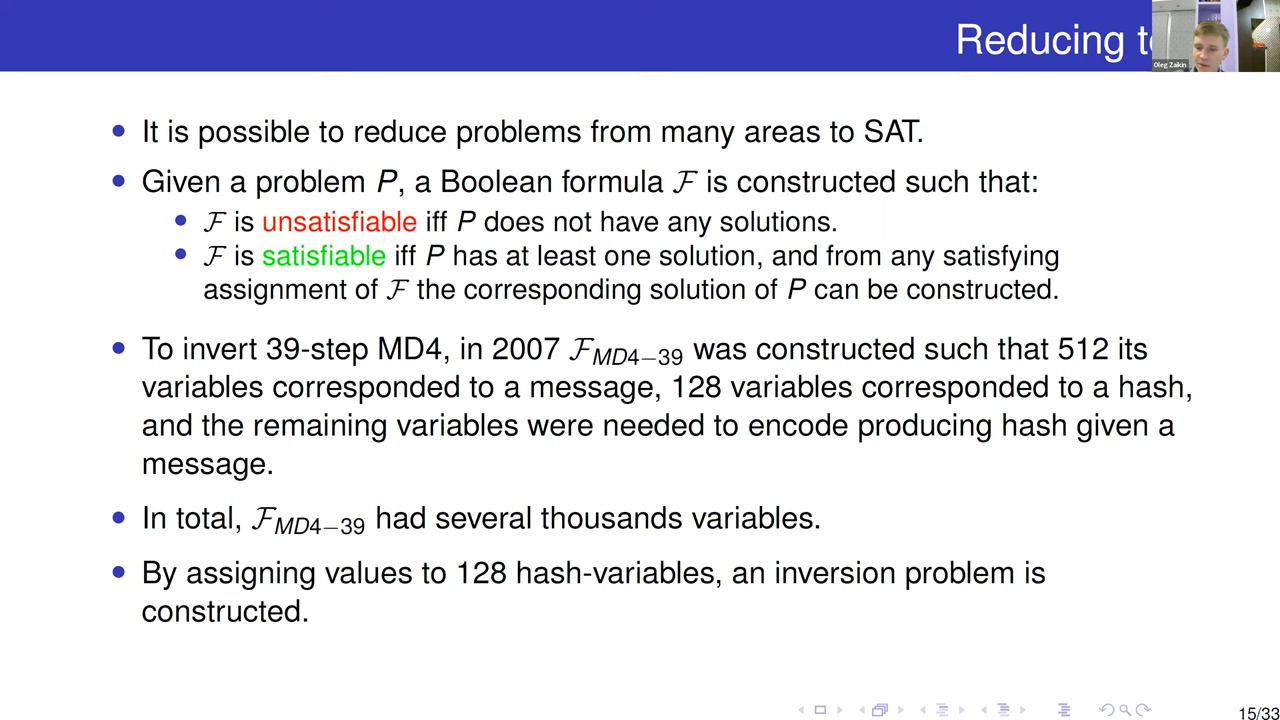 Reducing to
Oleg Zaikin
• It is possible to reduce problems from many areas to SAT.
• Given a problem P, a Boolean formula ℱ is constructed such that:
• ℱ is unsatisfiable iff P does not have any solutions.
• ℱ is satisfiable iff P has at least one solution, and from any satisfying
assignment of ℱ the corresponding solution of P can be constructed.
• To invert 39-step MD4, in 2007 ℱ_MD4−39 was constructed such that 512 its
variables corresponded to a message, 128 variables corresponded to a hash,
and the remaining variables were needed to encode producing hash given a
message.
• In total, ℱ_MD4−39 had several thousands variables.
• By assigning values to 128 hash-variables, an inversion problem is
constructed.
15/33